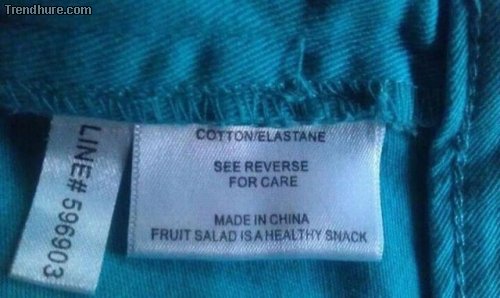 Trendhure.com
COTTON/ELASTANE
SEE REVERSE
FOR CARE
MADE IN CHINA
FRUIT SALAD IS A HEALTHY SNACK
LINE# 596903